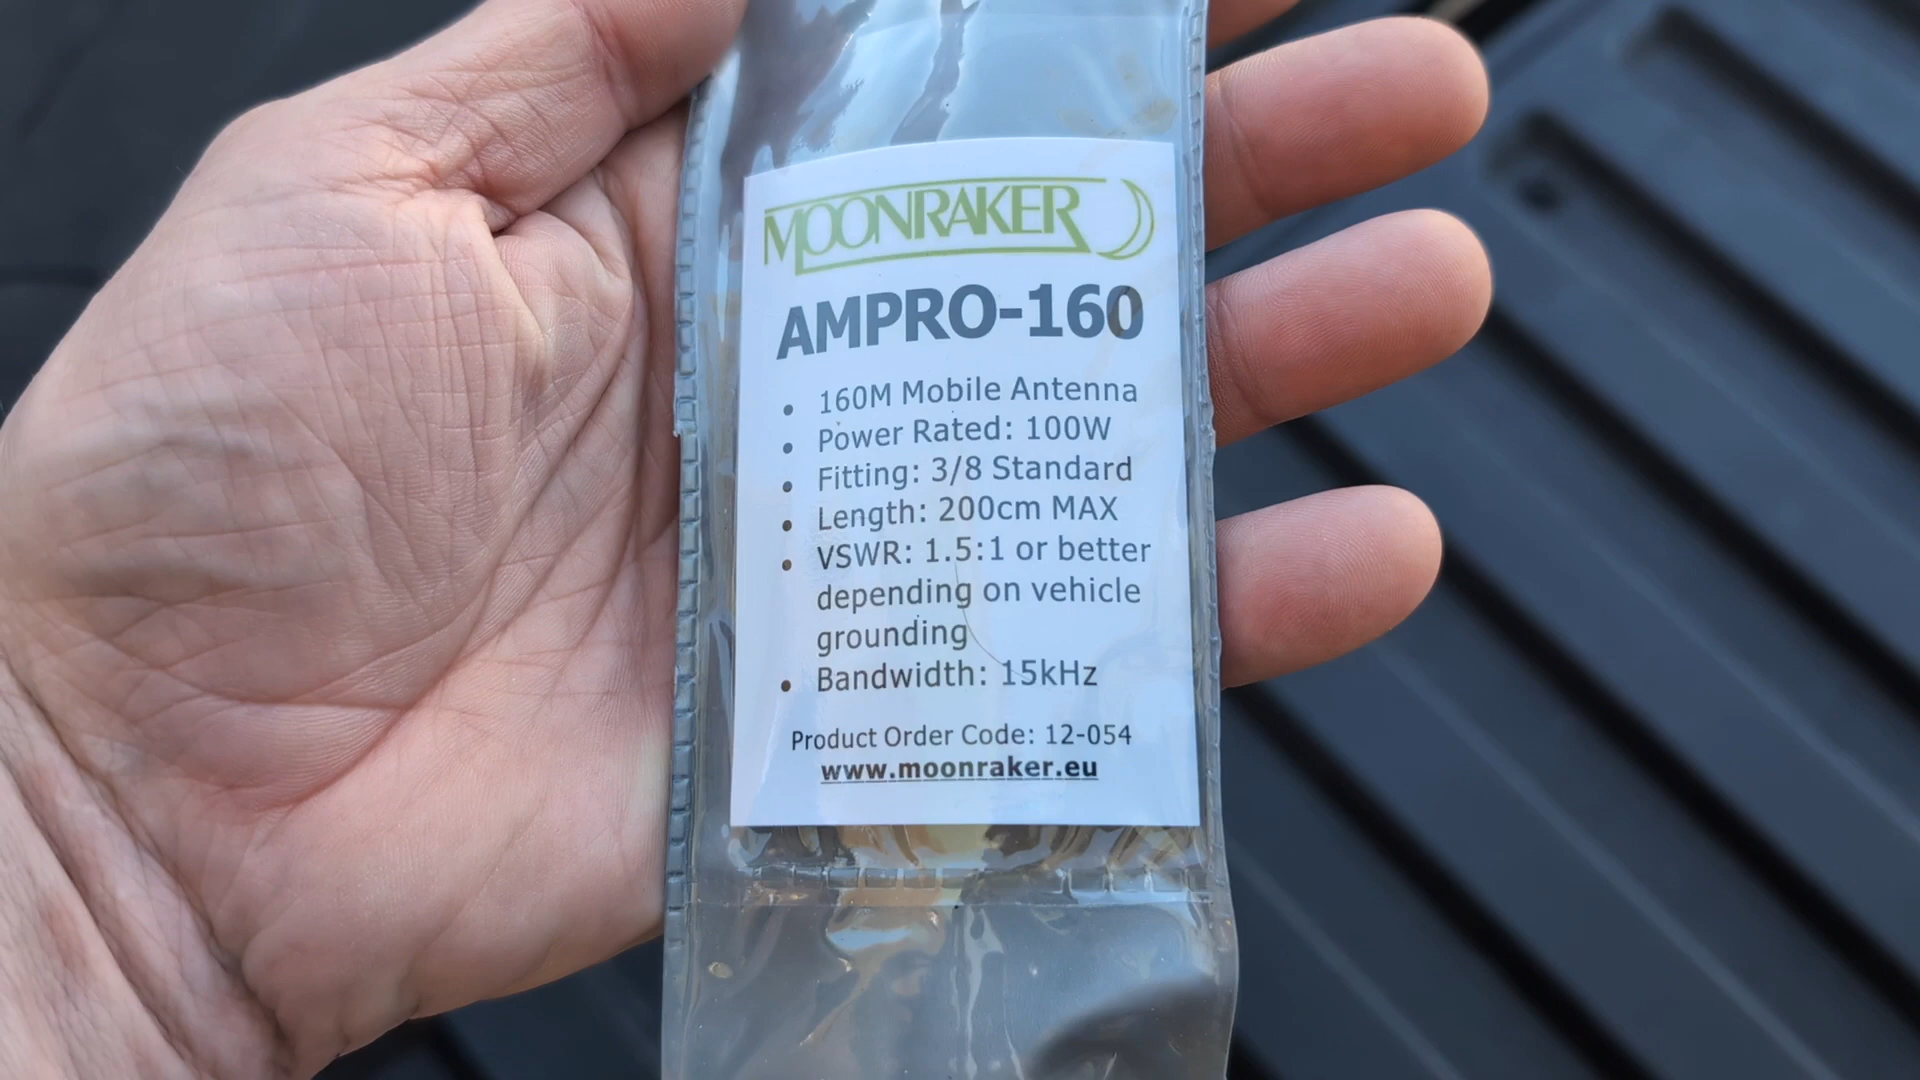 MOONRAKER
AMPRO-160
• 160M Mobile Antenna
• Power Rated: 100W
• Fitting: 3/8 Standard
• Length: 200cm MAX
• VSWR: 1.5:1 or better
depending on vehicle
grounding
• Bandwidth: 15kHz
Product Order Code: 12-054
www.moonraker.eu